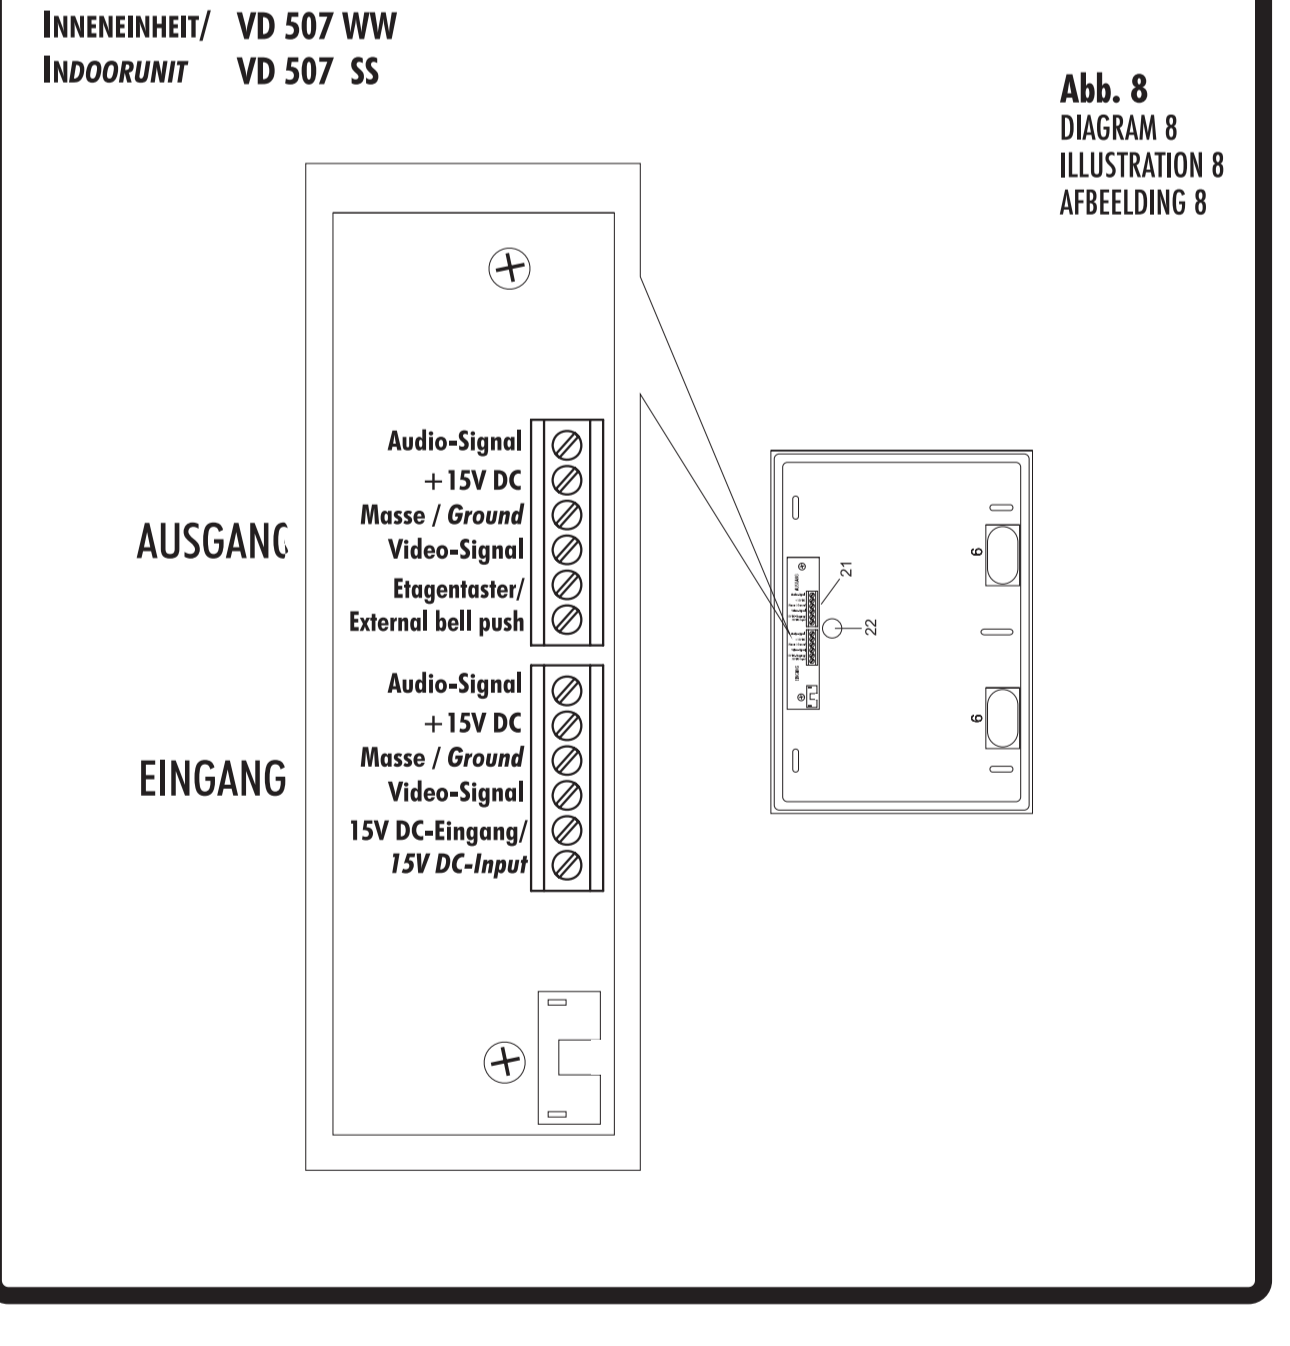 INNENEINHEIT/ VD 507 WW
INDOORUNIT VD 507 SS
Abb. 8
DIAGRAM 8
ILLUSTRATION 8
AFBEELDING 8
AUSGANG
Audio-Signal
+15V DC
Masse / Ground
Video-Signal
Etagentaster/
External bell push
EINGANG
Audio-Signal
+15V DC
Masse / Ground
Video-Signal
15V DC-Eingang/
15V DC-Input
21
22
6
6
AUSGANG
EINGANG